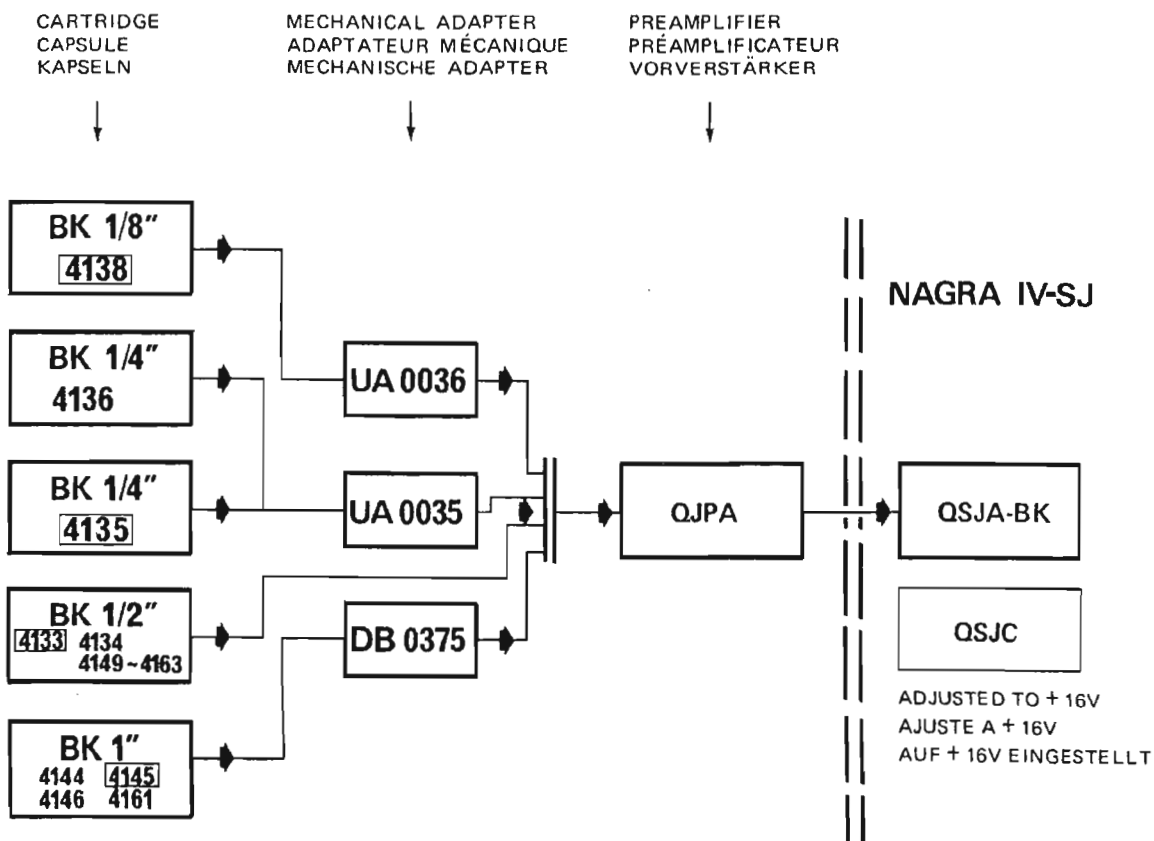 CARTRIDGE
CAPSULE
KAPSELN
MECHANICAL ADAPTER
ADAPTATEUR MÉCANIQUE
MECHANISCHE ADAPTER
PREAMPLIFIER
PRÉAMPLIFICATEUR
VORVERSTÄRKER
BK 1/8"
4138
BK 1/4"
4136
BK 1/4"
4135
BK 1/2"
4133 4134
4149~4163
BK 1"
4144 4145
4146 4161
UA 0036
UA 0035
DB 0375
QJPA
NAGRA IV-SJ
QSJA-BK
QSJC
ADJUSTED TO + 16V
AJUSTE A + 16V
AUF + 16V EINGESTELLT